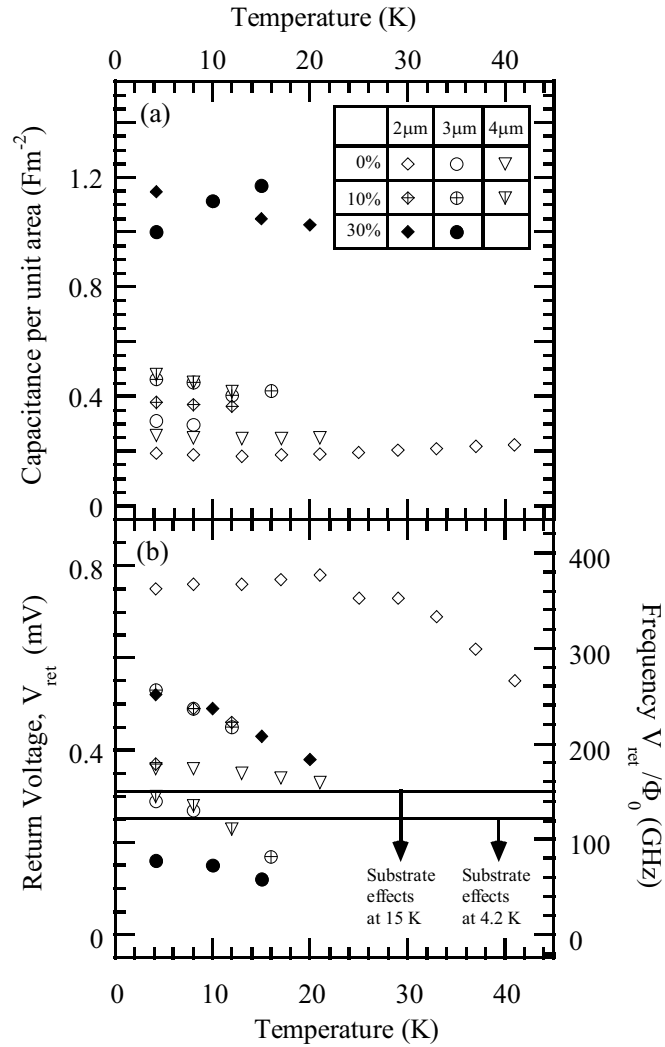 Temperature (K)
0 10 20 30 40
(a)
2μm 3μm 4μm
0%
10%
30%
Capacitance per unit area (Fm-2)
1.2
0.8
0.4
0
(b)
Return Voltage, Vret (mV)
0.8
0.4
0
400
300
200
100
0
Frequency Vret/Φ0 (GHz)
Substrate Substrate
effects effects
at 15 K at 4.2 K
0 10 20 30 40
Temperature (K)